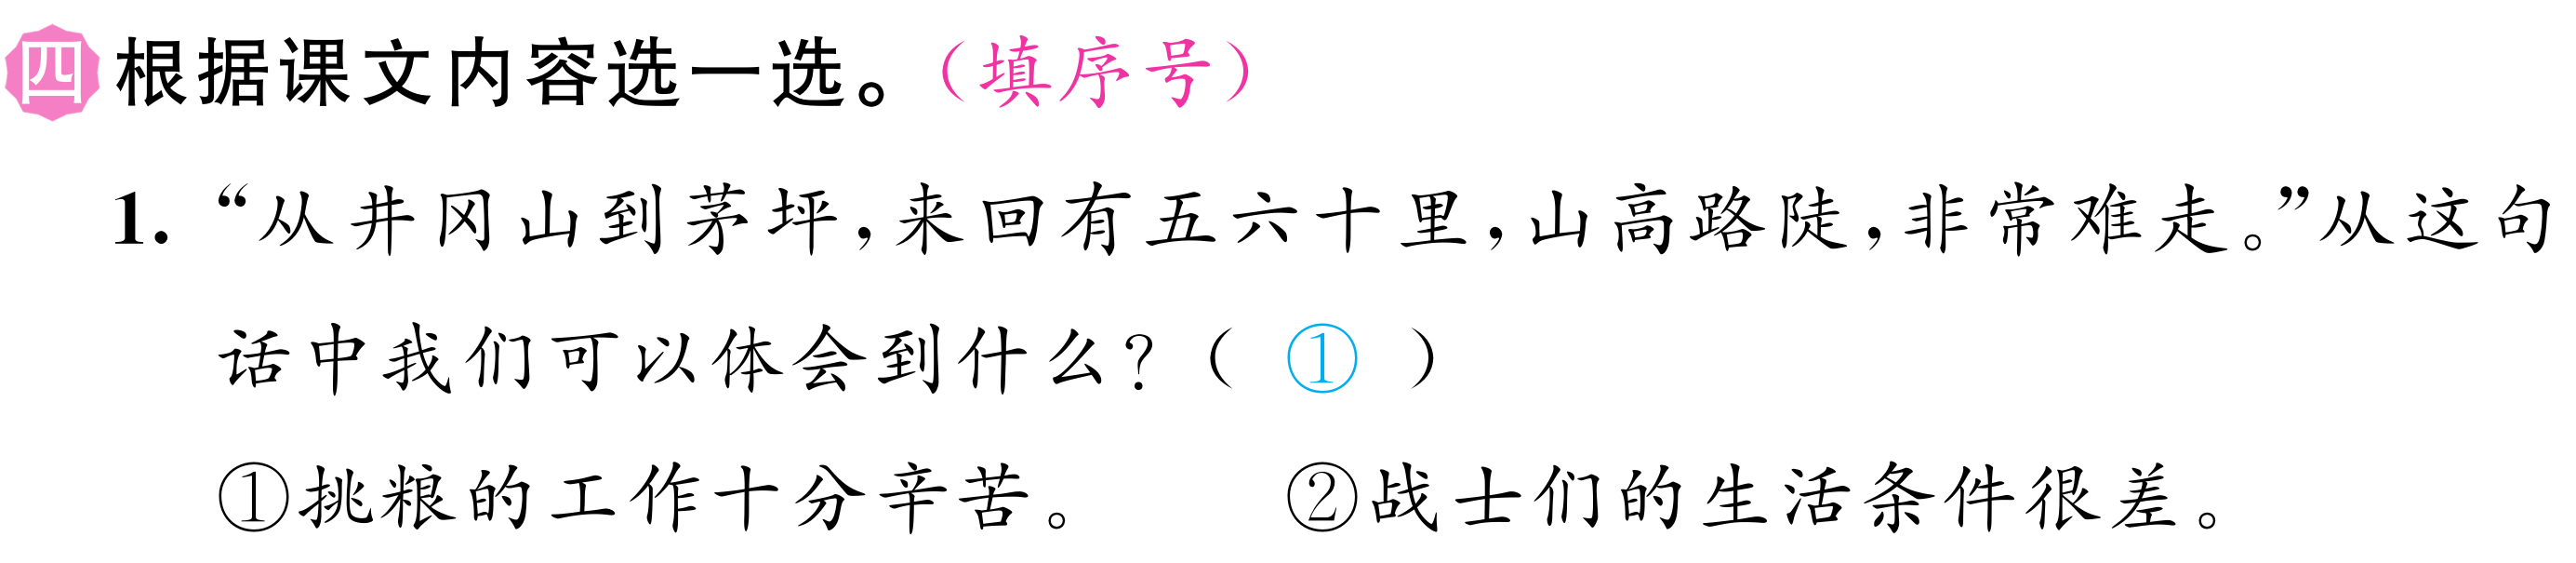 四 根据课文内容选一选。（填序号）
1. “从井冈山到茅坪，来回有五六十里，山高路陡，非常难走。”从这句
话中我们可以体会到什么？（ ① ）
①挑粮的工作十分辛苦。 ②战士们的生活条件很差。